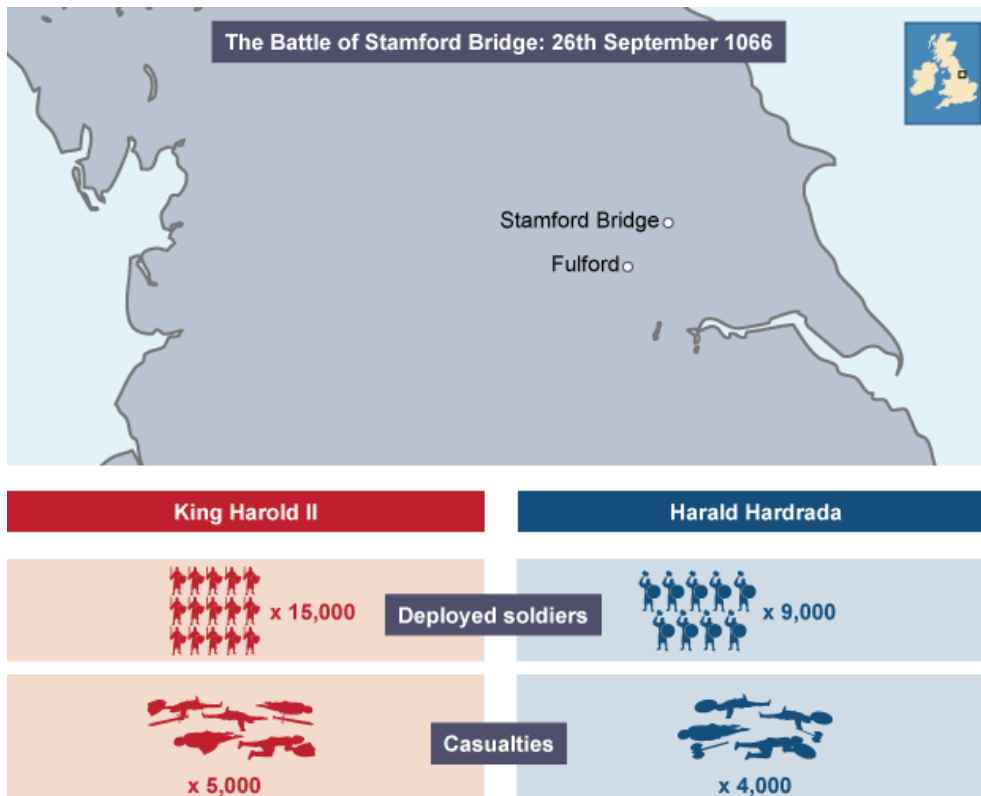 The Battle of Stamford Bridge: 26th September 1066
Stamford Bridge
Fulford
King Harold II
Harald Hardrada
x 15,000
Deployed soldiers
x 9,000
Casualties
x 5,000
x 4,000